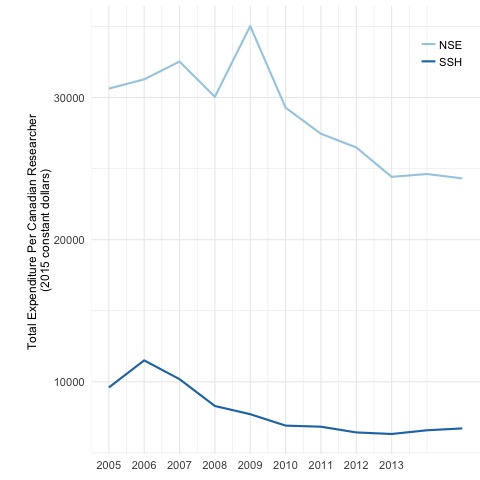 NSE
SSH
Total Expenditure Per Canadian Researcher
(2015 constant dollars)
30000
20000
10000
2005 2006 2007 2008 2009 2010 2011 2012 2013